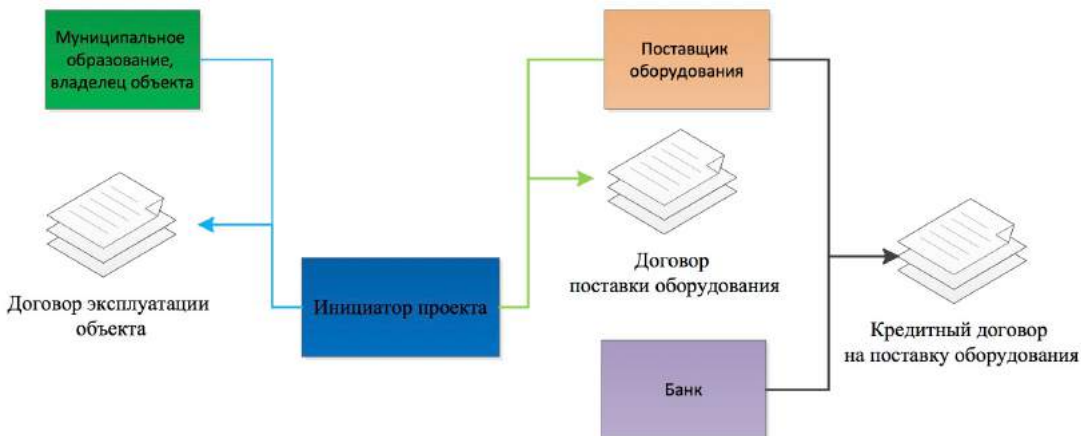 Муниципальное
образование,
владелец объекта
Поставщик
оборудования
Договор эксплуатации
объекта
Инициатор проекта
Договор
поставки оборудования
Банк
Кредитный договор
на поставку оборудования